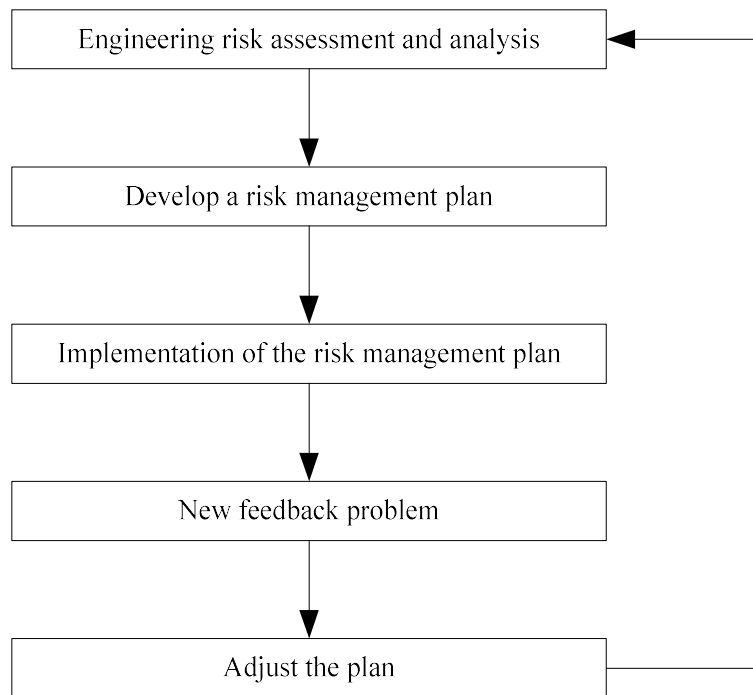 Engineering risk assessment and analysis
Develop a risk management plan
Implementation of the risk management plan
New feedback problem
Adjust the plan